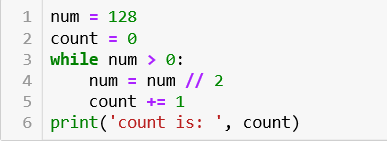 1 num = 128
2 count = 0
3 while num > 0:
4     num = num // 2
5     count += 1
6 print('count is: ', count)